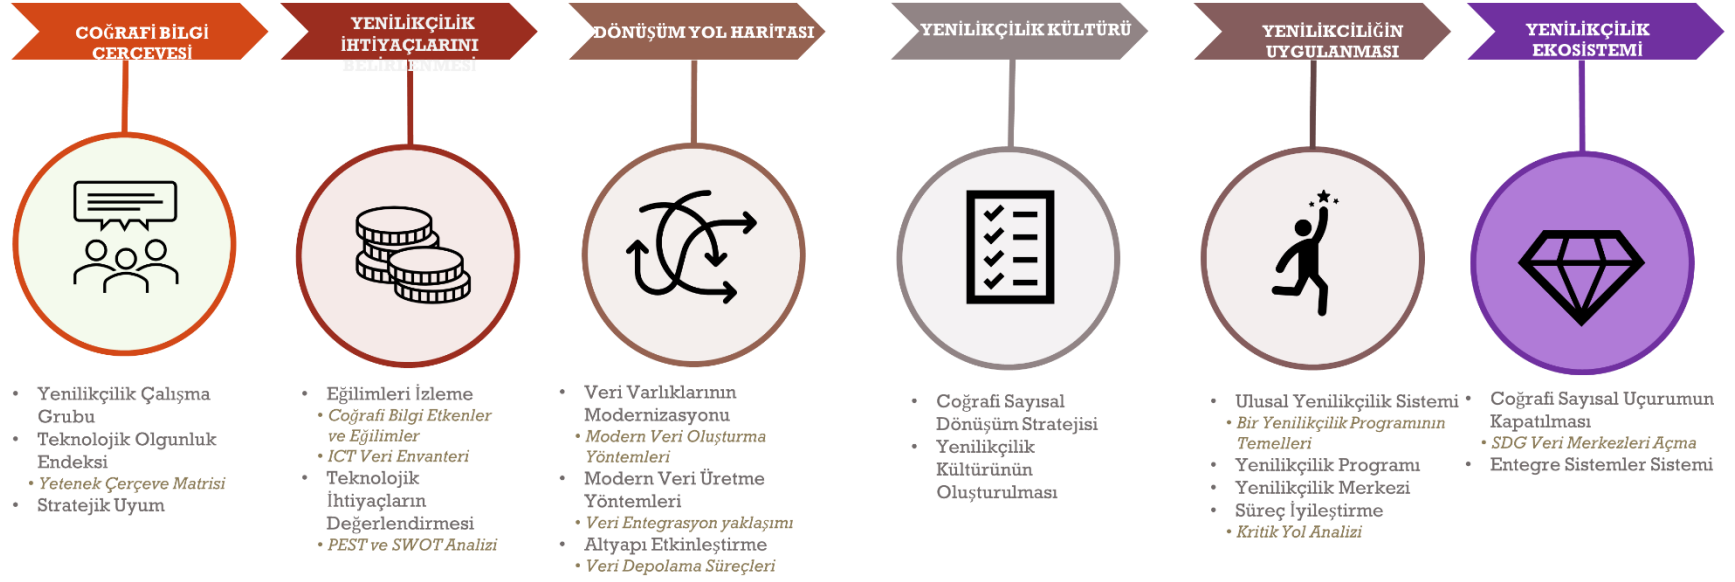 COĞRAFİ BİLGİ
ÇERÇEVESİ
• Yenilikçilik Çalışma
Grubu
• Teknolojik Olgunluk
Endeksi
• Yetenek Çerçeve Matrisi
• Stratejik Uyum
YENİLİKÇİLİK
İHTİYAÇLARINI
BELİRLENMESİ
• Eğilimleri İzleme
• Coğrafi Bilgi Etkenler
ve Eğilimler
• ICT Veri Envanteri
• Teknolojik
İhtiyaçların
Değerlendirmesi
• PEST ve SWOT Analizi
DÖNÜŞÜM YOL HARİTASI
• Veri Varlıklarının
Modernizasyonu
• Modern Veri Oluşturma
Yöntemleri
• Modern Veri Üretme
Yöntemleri
• Veri Entegrasyon yaklaşımı
• Altyapı Etkinleştirme
• Veri Depolama Süreçleri
YENİLİKÇİLİK KÜLTÜRÜ
• Coğrafi Sayısal
Dönüşüm Stratejisi
• Yenilikçilik
Kültürünün
Oluşturulması
YENİLİKCİLİĞİN
UYGULANMASI
• Ulusal Yenilikçilik Sistemi
• Bir Yenilikçilik Programının
Temelleri
• Yenilikçilik Programı
• Yenilikçilik Merkezi
• Süreç İyileştirme
• Kritik Yol Analizi
YENİLİKÇİLİK
EKOSİSTEMİ
• Coğrafi Sayısal Uçurumun
Kapatılması
• SDG Veri Merkezleri Açma
• Entegre Sistemler Sistemi